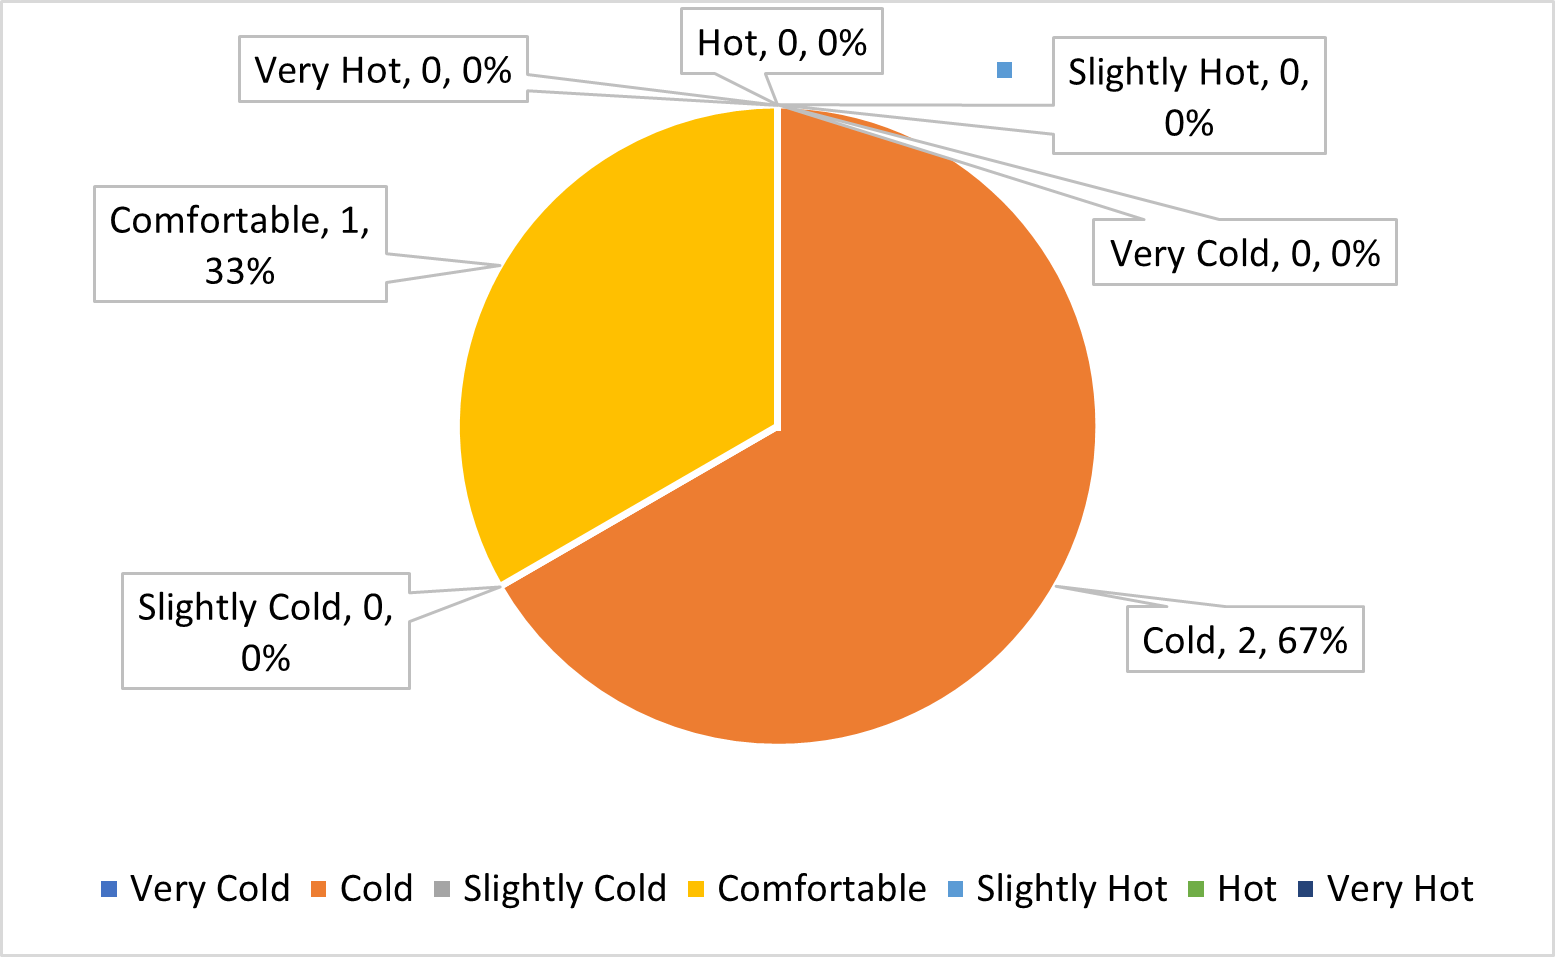 Hot, 0, 0%
Very Hot, 0, 0%
Slightly Hot, 0,
0%
Comfortable, 1,
33%
Very Cold, 0, 0%
Slightly Cold, 0,
0%
Cold, 2, 67%
Very Cold Cold Slightly Cold Comfortable Slightly Hot Hot Very Hot